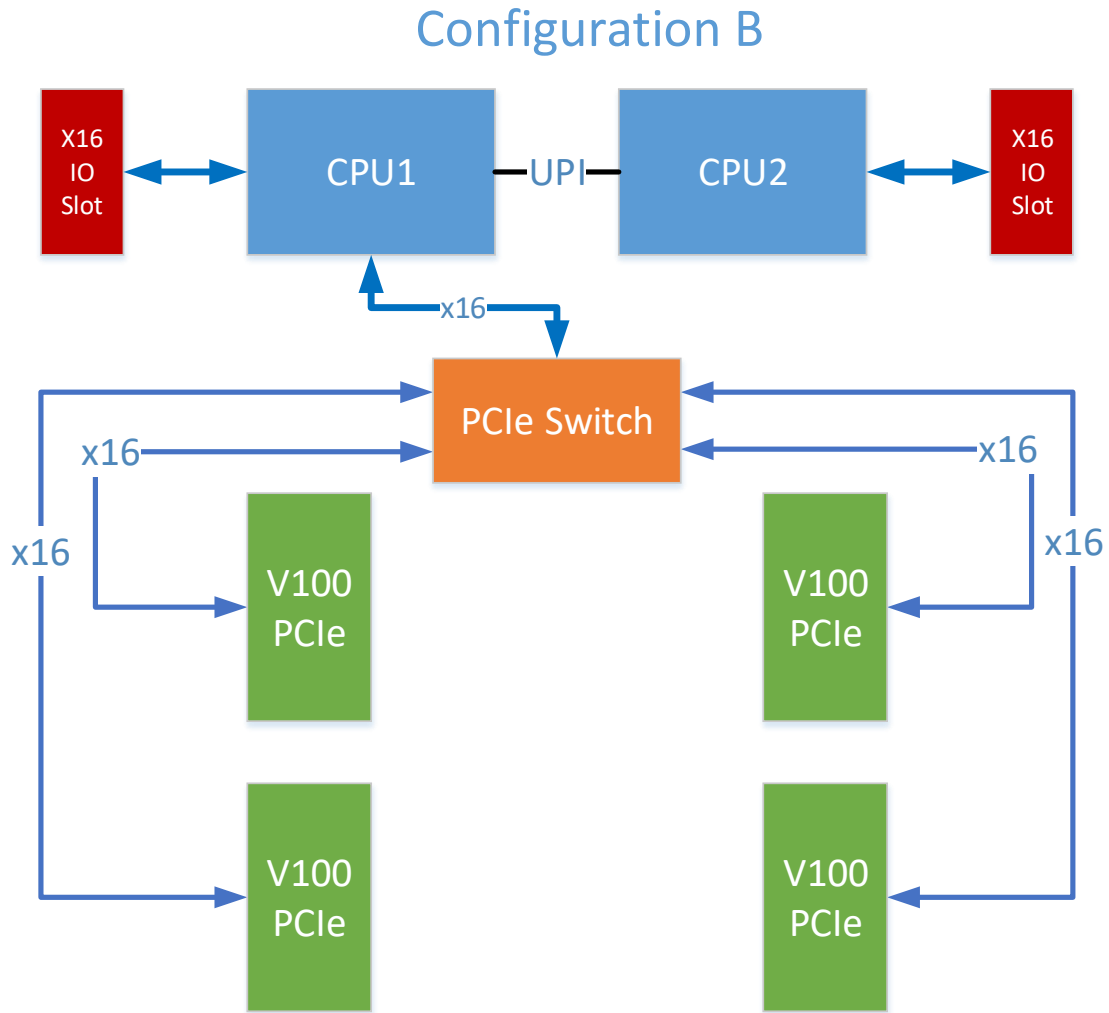 Configuration B
X16
IO
Slot
CPU1
UPI
CPU2
X16
IO
Slot
x16
PCIe Switch
x16
x16
x16
x16
V100
PCIe
V100
PCIe
V100
PCIe
V100
PCIe